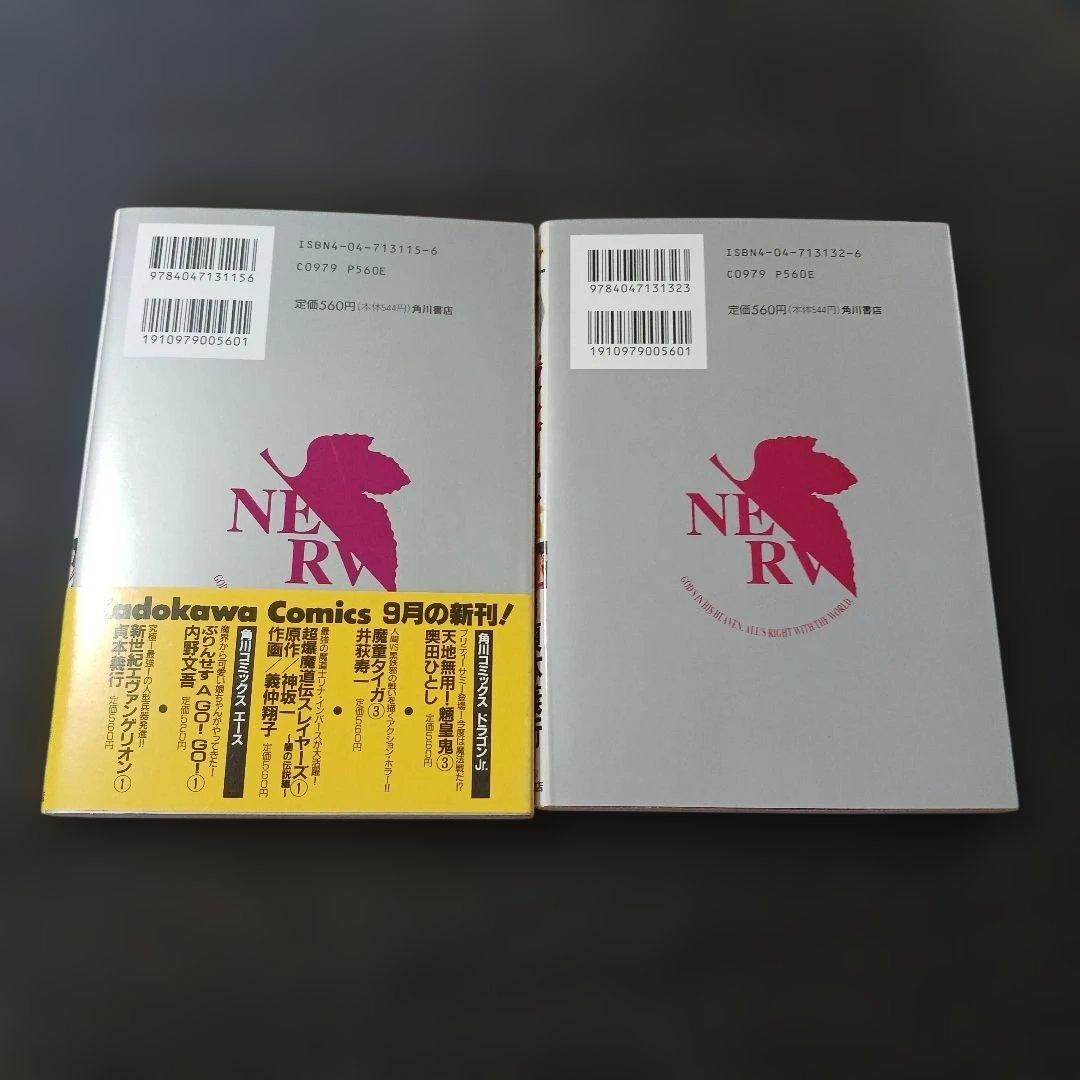 ISBN4-04-713115-6
C0979 P560E
9784047131156
1910979005601
定価560円(本体544円)角川書店
NE
RV
GOD'S
Kadokawa Comics 9月の新刊!
角川コミックス ドラゴンJr.
プリティーサミー登場!今度は魔法戦だ!?
天地無用!魎皇鬼③
奥田ひとし 定価560円
●
人間VS黒鉄邪の戦いを描くアクション・ホラー!!
魔童タイガ③
井荻寿一 定価560円
●
最強の魔道士リナ・インバースが大活躍!
超爆魔道伝スレイヤーズ①
〜闇の伝説編〜
原作/神坂一
作画/義仲翔子 定価560円
角川コミックス エース
魔界から可愛い娘ちゃんがやってきた!
ぷりんせすA GO! GO!①
内野文吾 定価520円
●
究極!最強!の人型兵器発進!!
新世紀エヴァンゲリオン①
貞本義行 定価560円
ISBN4-04-713132-6
C0979 P560E
9784047131323
1910979005601
定価560円(本体544円)角川書店
NE
RV
GOD'S IN HIS HEAVEN. ALL'S RIGHT WITH THE WORLD.
店